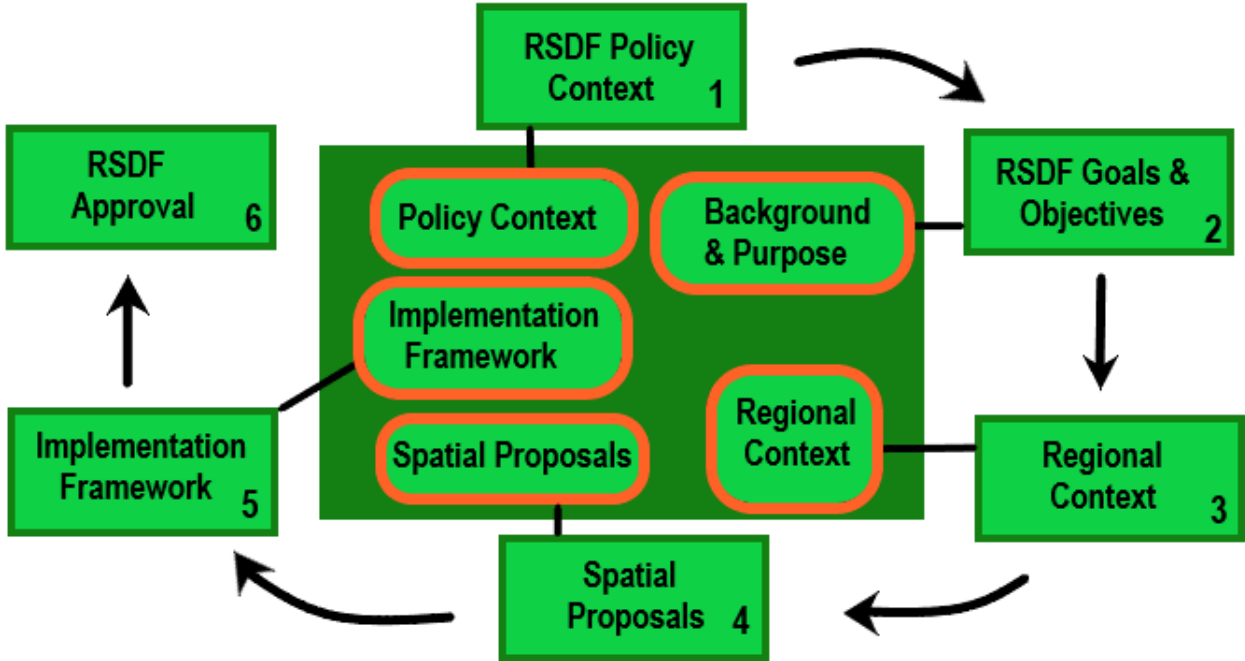 RSDF Policy
Context 1
RSDF Goals &
Objectives 2
Regional
Context 3
Spatial
Proposals 4
Implementation
Framework 5
RSDF
Approval 6
Policy Context
Background
& Purpose
Implementation
Framework
Regional
Context
Spatial Proposals